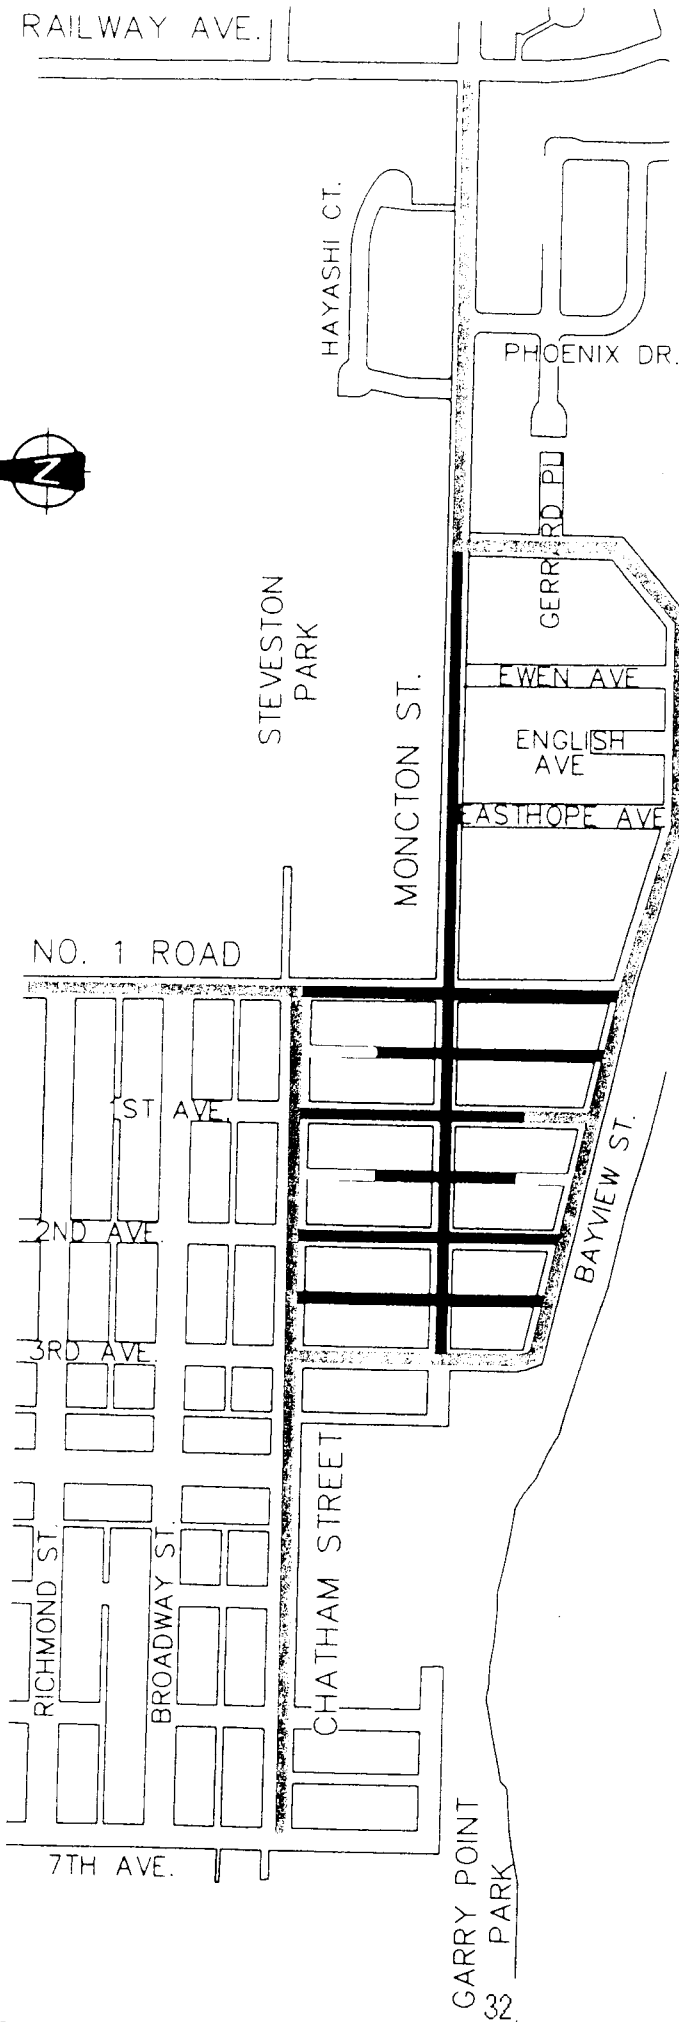 RAILWAY AVE.
HAYASHI CT.
PHOENIX DR.
N
GERRARD PL
STEVESTON
PARK
EWEN AVE
MONCTON ST.
ENGLISH
AVE
EASTHOPE AVE
NO. 1 ROAD
1ST AVE.
BAYVIEW ST.
2ND AVE.
3RD AVE.
CHATHAM STREET
RICHMOND ST.
BROADWAY ST.
7TH AVE.
GARRY POINT
PARK
32